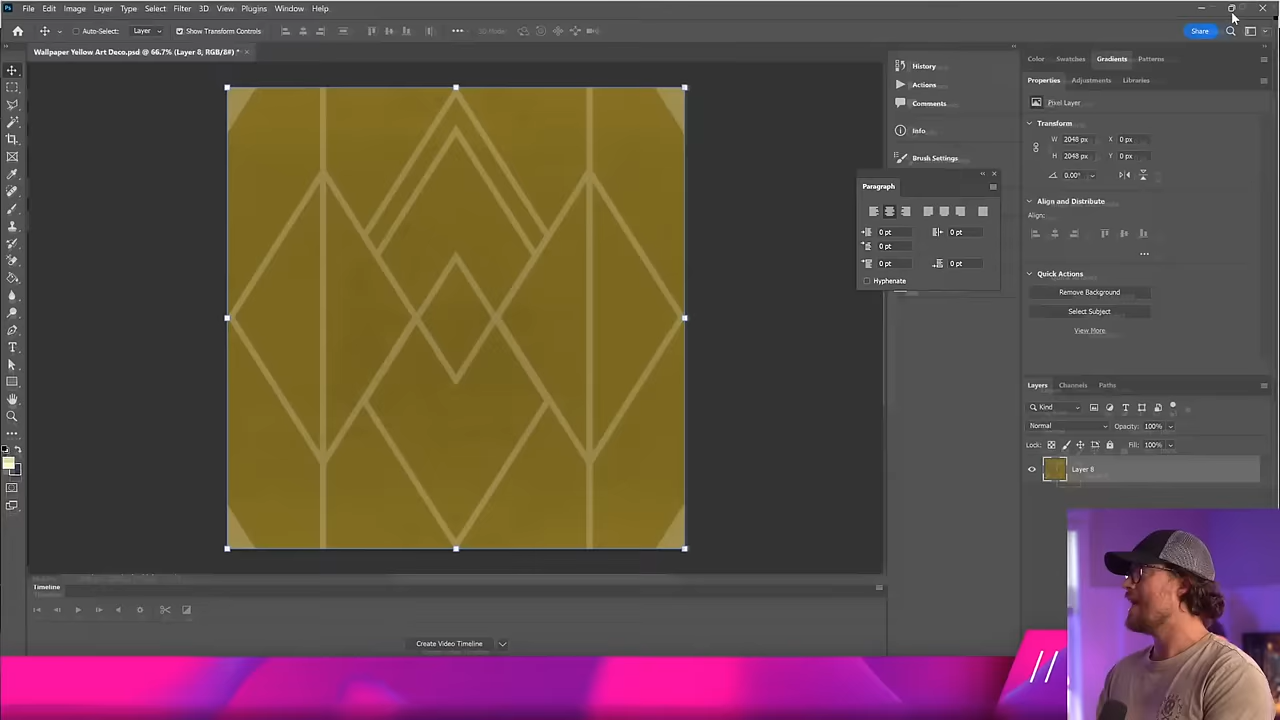 File Edit Image Layer Type Select Filter 3D View Plugins Window Help
Auto-Select: Layer Show Transform Controls 3D Mode: Share
Wallpaper Yellow Art Deco.psd @ 66.7% (Layer 8, RGB/8#) *
History
Actions
Comments
Info
Brush Settings
Paragraph
0 pt 0 pt
0 pt
0 pt 0 pt
Hyphenate
Color Swatches Gradients Patterns
Properties Adjustments Libraries
Pixel Layer
Transform
W 2048 px X 0 px
H 2048 px Y 0 px
0.00°
Align and Distribute
Align:
Quick Actions
Remove Background
Select Subject
View More
Layers Channels Paths
Kind
Normal Opacity: 100%
Lock: Fill: 100%
Layer 8
Timeline
Create Video Timeline
//